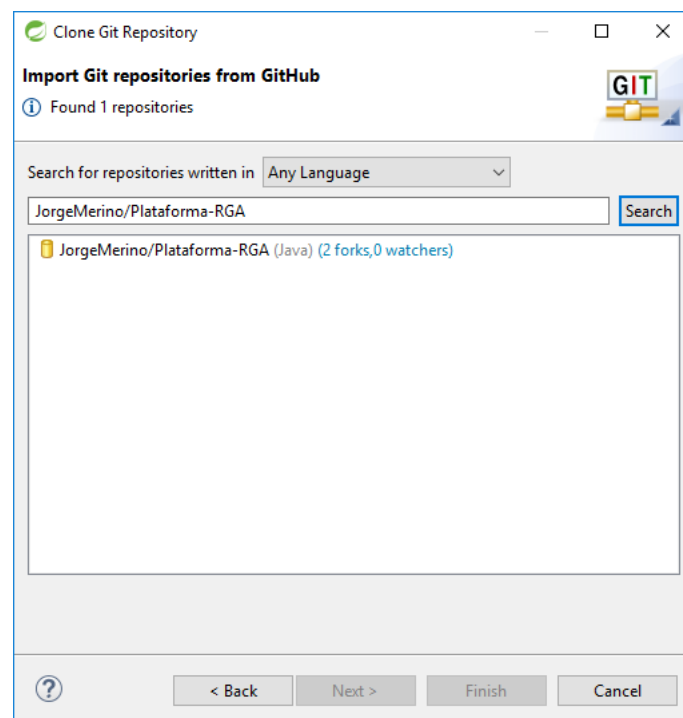 Clone Git Repository
Import Git repositories from GitHub
GIT
Found 1 repositories
Search for repositories written in Any Language
JorgeMerino/Plataforma-RGA Search
JorgeMerino/Plataforma-RGA (Java) (2 forks,0 watchers)
< Back Next > Finish Cancel